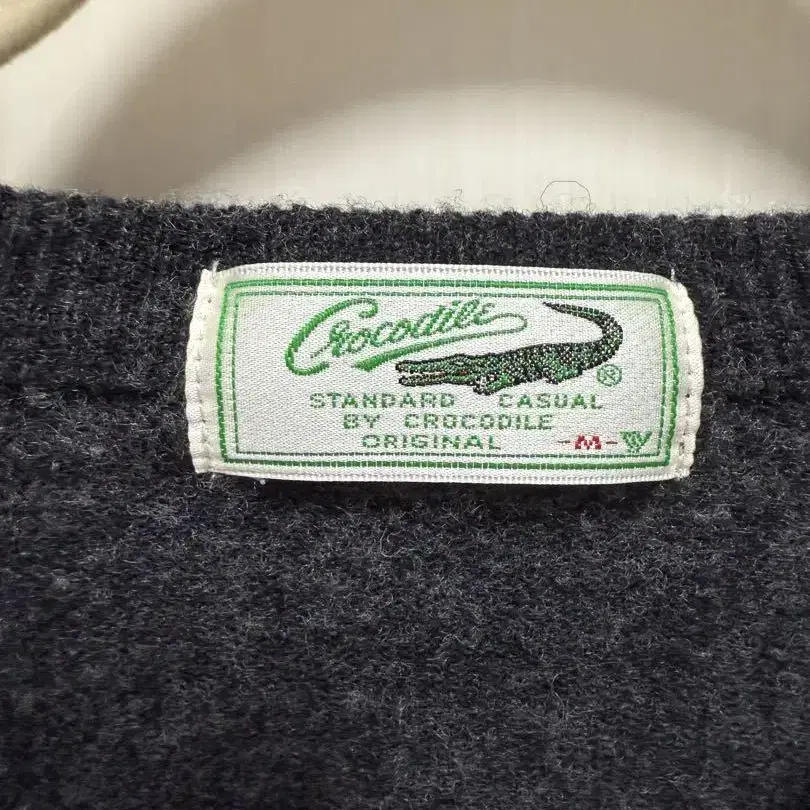 Crocodile ®
STANDARD CASUAL
BY CROCODILE
ORIGINAL -M-